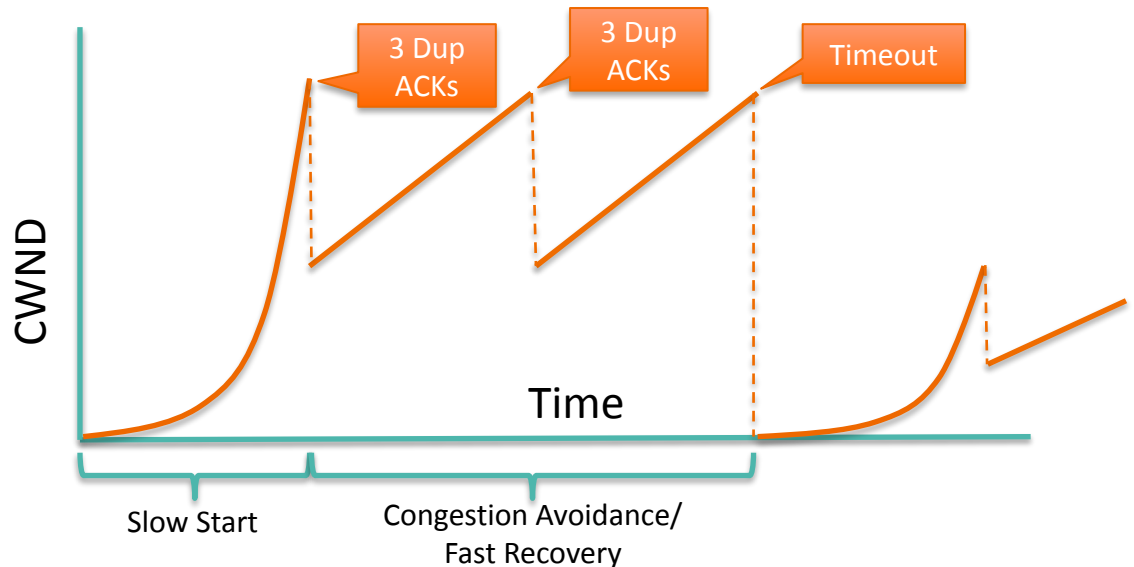 3 Dup
ACKs
3 Dup
ACKs
Timeout
CWND
Time
Slow Start
Congestion Avoidance/
Fast Recovery